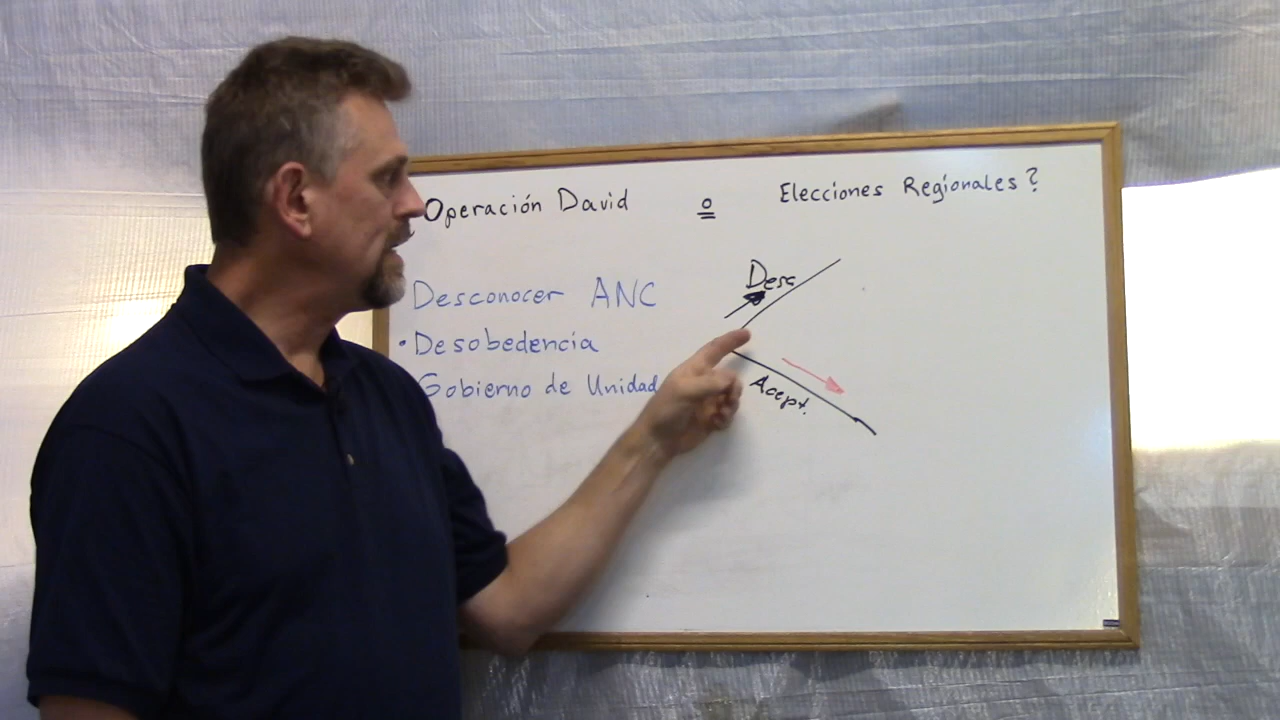 Operación David o Elecciones Regionales?
Desc
Desconocer ANC
• Desobedencia
Gobierno de Unidad
Acept.